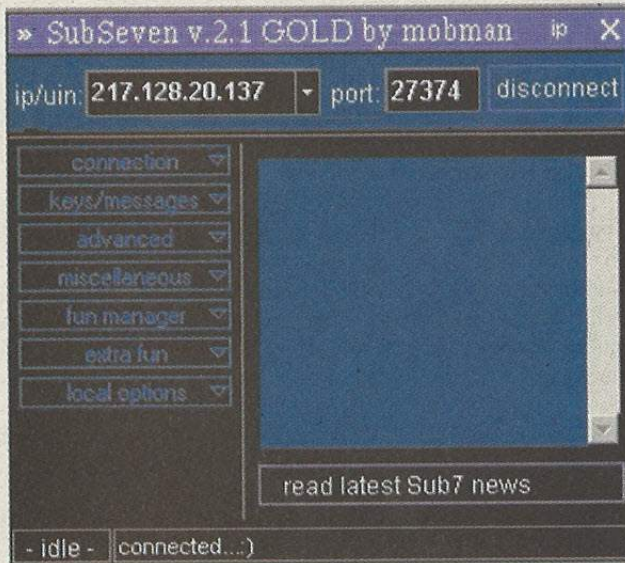 » SubSeven v.2.1 GOLD by mobman ip X
ip/uin: 217.128.20.137 port: 27374 disconnect
connection
keys/messages
advanced
miscellaneous
fun manager
extra fun
local options
read latest Sub7 news
- idle - connected...:)